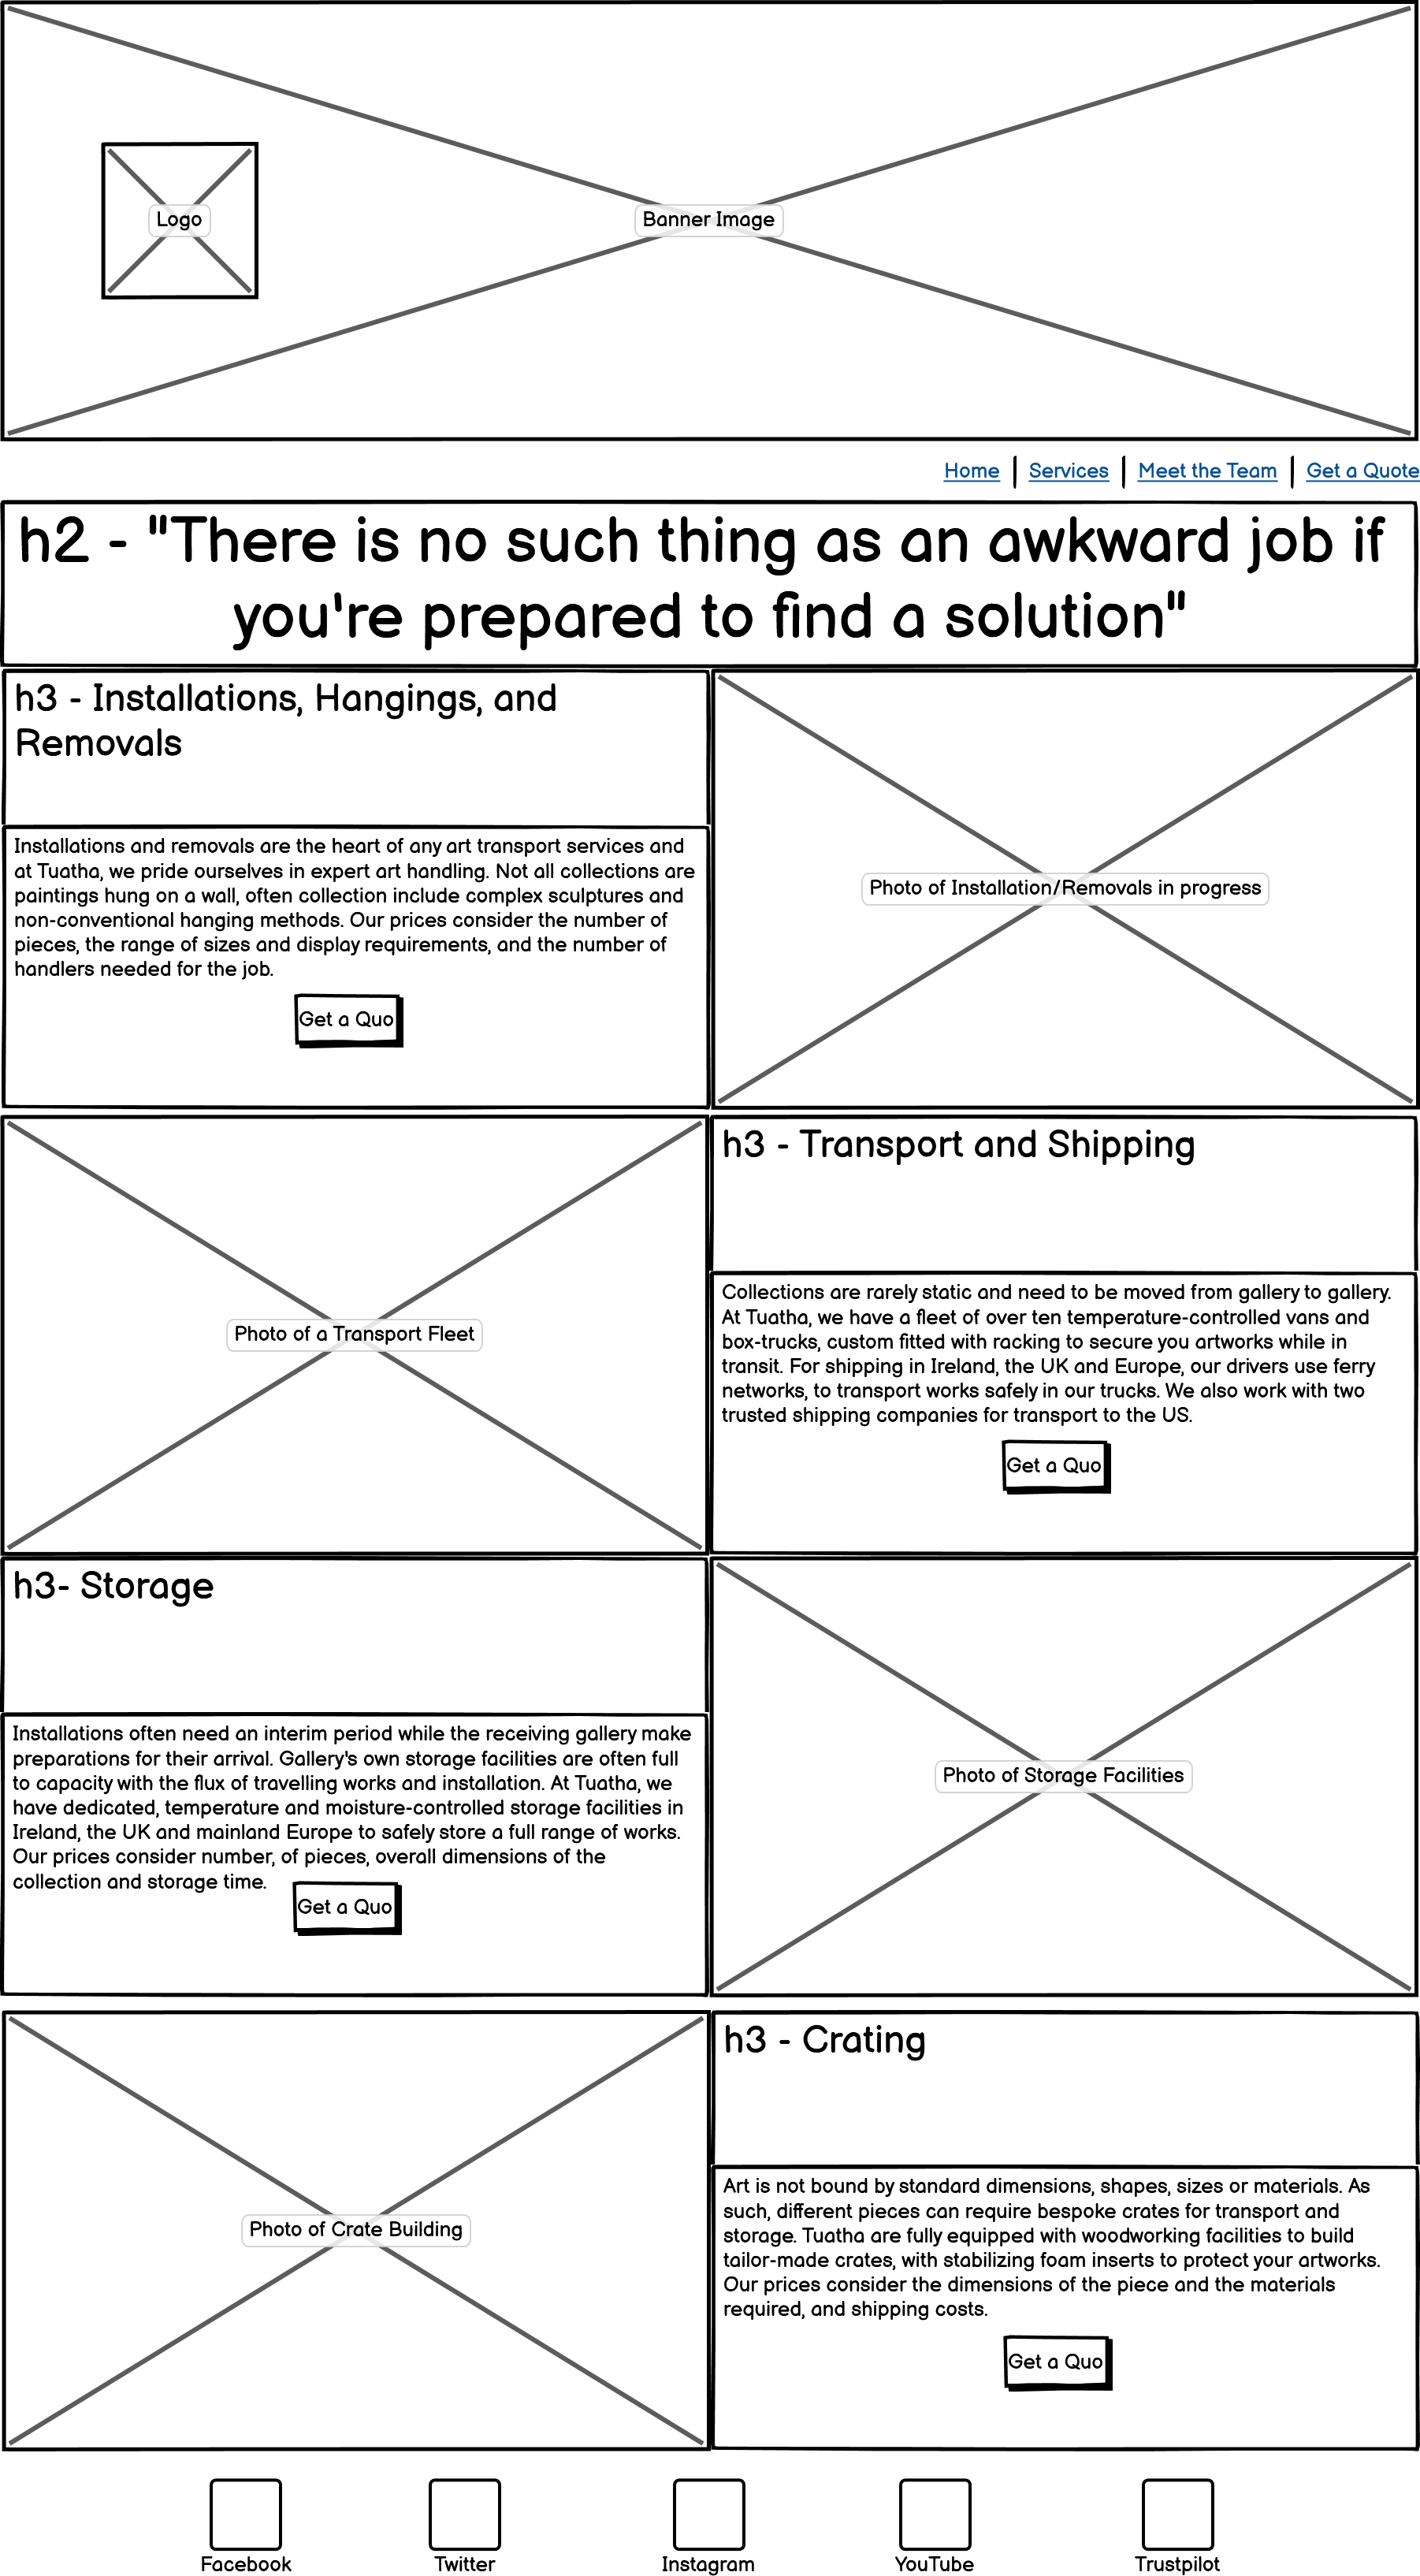 Logo
Banner Image
Home | Services | Meet the Team | Get a Quote
h2 - "There is no such thing as an awkward job if
you're prepared to find a solution"
h3 - Installations, Hangings, and
Removals
Installations and removals are the heart of any art transport services and
at Tuatha, we pride ourselves in expert art handling. Not all collections are
paintings hung on a wall, often collection include complex sculptures and
non-conventional hanging methods. Our prices consider the number of
pieces, the range of sizes and display requirements, and the number of
handlers needed for the job.
Get a Quo
Photo of Installation/Removals in progress
Photo of a Transport Fleet
h3 - Transport and Shipping
Collections are rarely static and need to be moved from gallery to gallery.
At Tuatha, we have a fleet of over ten temperature-controlled vans and
box-trucks, custom fitted with racking to secure you artworks while in
transit. For shipping in Ireland, the UK and Europe, our drivers use ferry
networks, to transport works safely in our trucks. We also work with two
trusted shipping companies for transport to the US.
Get a Quo
h3- Storage
Installations often need an interim period while the receiving gallery make
preparations for their arrival. Gallery's own storage facilities are often full
to capacity with the flux of travelling works and installation. At Tuatha, we
have dedicated, temperature and moisture-controlled storage facilities in
Ireland, the UK and mainland Europe to safely store a full range of works.
Our prices consider number, of pieces, overall dimensions of the
collection and storage time.
Get a Quo
Photo of Storage Facilities
Photo of Crate Building
h3 - Crating
Art is not bound by standard dimensions, shapes, sizes or materials. As
such, different pieces can require bespoke crates for transport and
storage. Tuatha are fully equipped with woodworking facilities to build
tailor-made crates, with stabilizing foam inserts to protect your artworks.
Our prices consider the dimensions of the piece and the materials
required, and shipping costs.
Get a Quo
Facebook
Twitter
Instagram
YouTube
Trustpilot